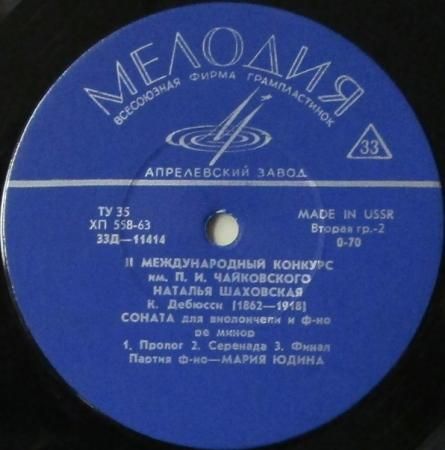 МЕЛОДИЯ
ВСЕСОЮЗНАЯ ФИРМА ГРАМПЛАСТИНОК
33
АПРЕЛЕВСКИЙ ЗАВОД
ТУ 35
ХП 558-63
33Д—11414
MADE IN USSR
Вторая гр.-2
0-70
II МЕЖДУНАРОДНЫЙ КОНКУРС
им. П. И. ЧАЙКОВСКОГО
НАТАЛЬЯ ШАХОВСКАЯ
К. Дебюсси [1862—1918]
СОНАТА для виолончели и ф-но
ре минор
1. Пролог 2. Серенада 3. Финал
Партия ф-но—МАРИЯ ЮДИНА